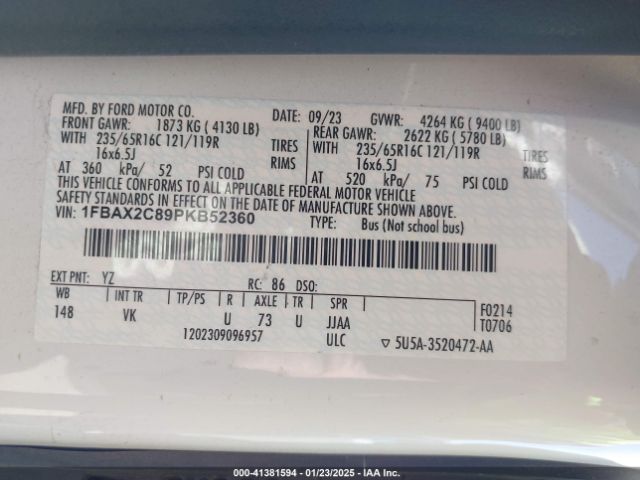 MFD. BY FORD MOTOR CO. DATE: 09/23 GVWR: 4264 KG ( 9400 LB)
FRONT GAWR: 1873 KG ( 4130 LB) REAR GAWR: 2622 KG ( 5780 LB)
WITH 235/65R16C 121/119R TIRES WITH 235/65R16C 121/119R TIRES
16x6.5J RIMS 16x6.5J RIMS
AT 360 kPa/ 52 PSI COLD AT 520 kPa/ 75 PSI COLD
THIS VEHICLE CONFORMS TO ALL APPLICABLE FEDERAL MOTOR VEHICLE
SAFETY STANDARDS IN EFFECT ON THE DATE OF MANUFACTURE SHOWN ABOVE.
VIN: 1FBAX2C89PKB52360 TYPE: Bus (Not school bus)
EXT PNT: YZ RC: 86 DSO:
WB INT TR TP/PS R AXLE TR SPR F0214
148 VK U 73 U JJAA T0706
1202309096957 ULC ▽ 5U5A-3520472-AA
000-41381594 - 01/23/2025 - IAA Inc.